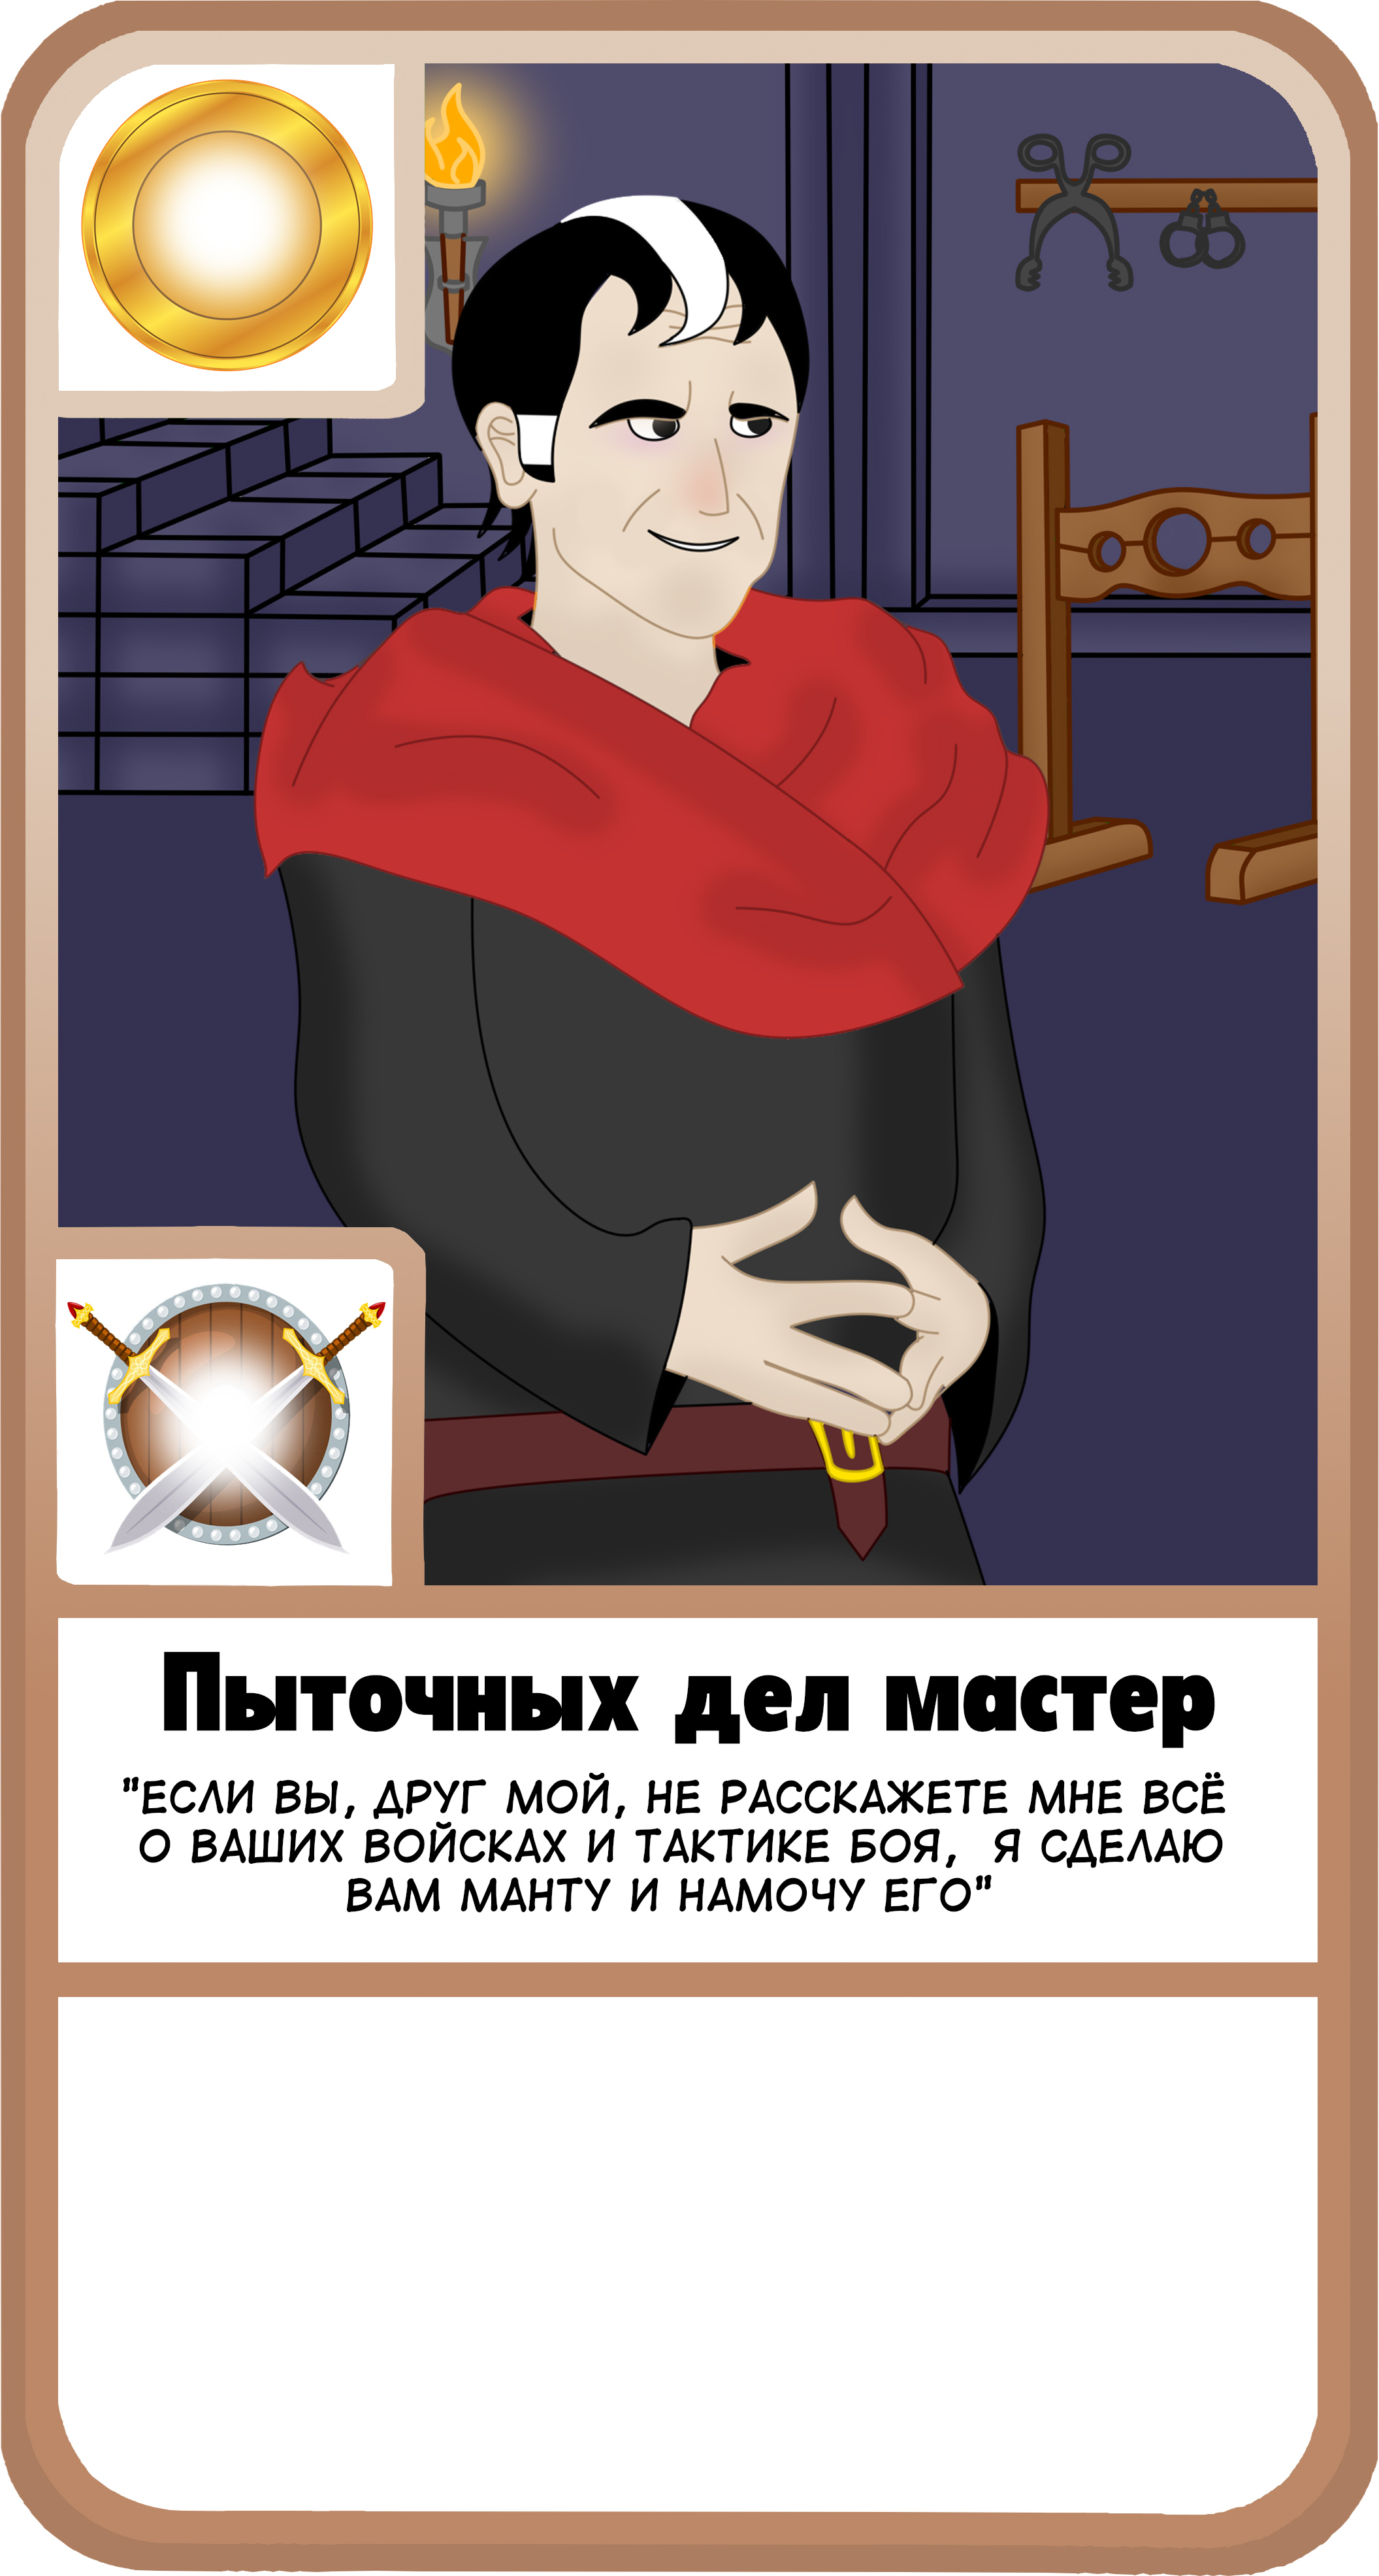 Пыточных дел мастер
"ЕСЛИ ВЫ, ДРУГ МОЙ, НЕ РАССКАЖЕТЕ МНЕ ВСЁ
О ВАШИХ ВОЙСКАХ И ТАКТИКЕ БОЯ, Я СДЕЛАЮ
ВАМ МАНТУ И НАМОЧУ ЕГО"